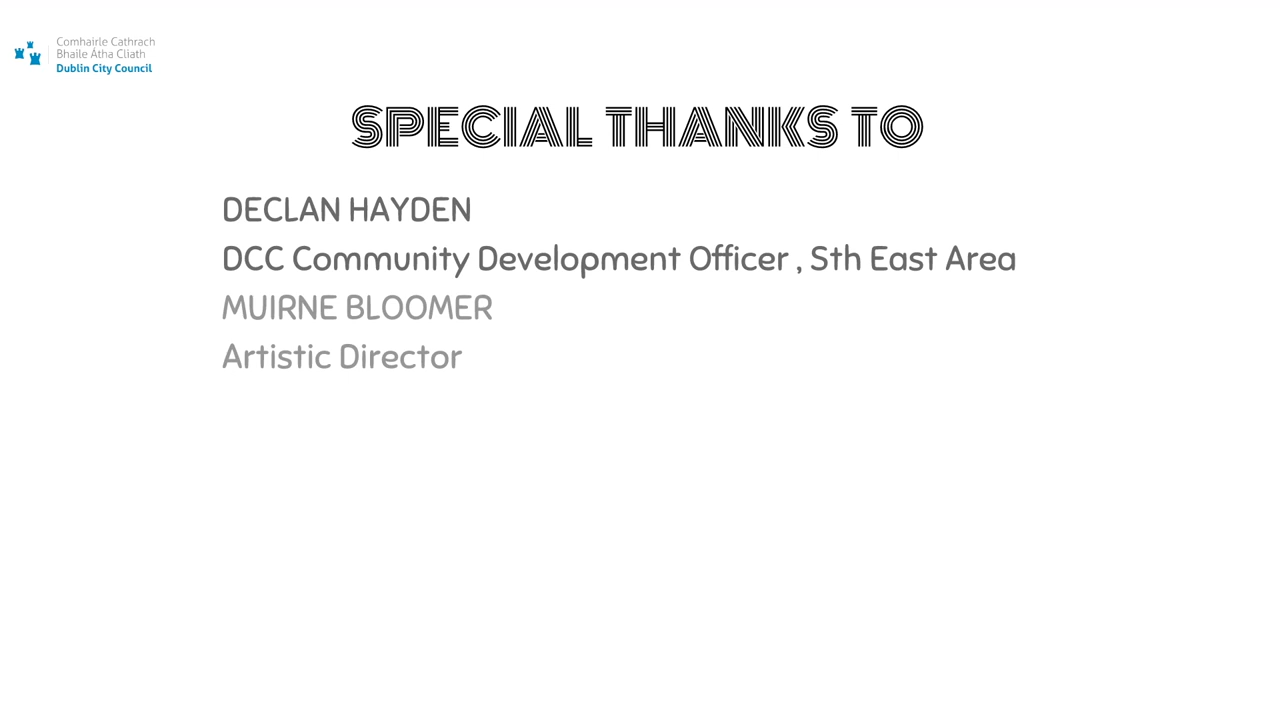 Comhairle Cathrach
Bhaile Átha Cliath
Dublin City Council
SPECIAL THANKS TO
DECLAN HAYDEN
DCC Community Development Officer , Sth East Area
MUIRNE BLOOMER
Artistic Director